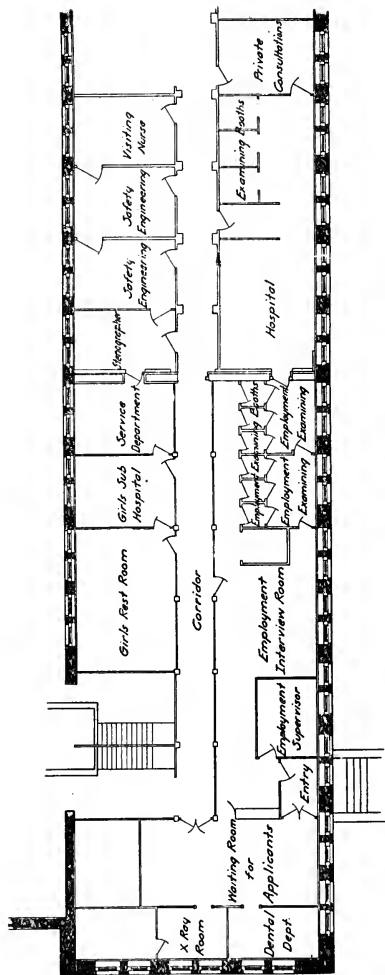 Visiting
Nurse
Safety
Engineering
Safety
Engineering
Stenographer
Service
Department
Girls Sub
Hospital
Girls Rest Room
Corridor
Private
Consultations
Examining Booths
Hospital
Employment Examining Booths
Employment
Examining
Employment
Examining
Employment
Interview Room
Employment
Supervisor
Entry
Waiting Room
For
Applicants
X Ray
Room
Dental
Dept.